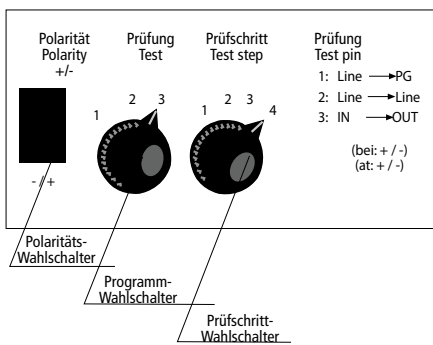 Polarität
Polarity
+/-
- / +
Prüfung
Test
1 2 3
Prüfschritt
Test step
1 2 3 4
Prüfung
Test pin
1: Line → PG
2: Line → Line
3: IN → OUT
(bei: + / -)
(at: + / -)
Polaritäts-
Wahlschalter
Programm-
Wahlschalter
Prüfschritt-
Wahlschalter